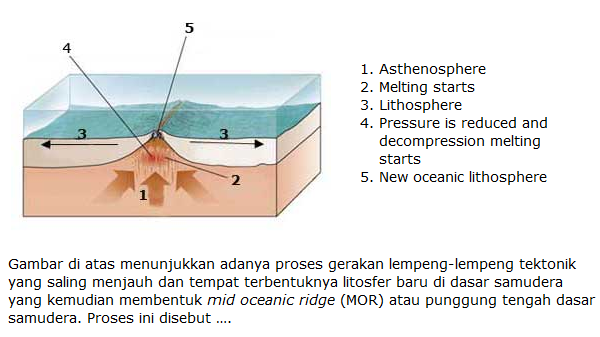 5
4
3
3
2
1
1. Asthenosphere
2. Melting starts
3. Lithosphere
4. Pressure is reduced and
decompression melting
starts
5. New oceanic lithosphere
Gambar di atas menunjukkan adanya proses gerakan lempeng-lempeng tektonik
yang saling menjauh dan tempat terbentuknya litosfer baru di dasar samudera
yang kemudian membentuk mid oceanic ridge (MOR) atau punggung tengah dasar
samudera. Proses ini disebut ....